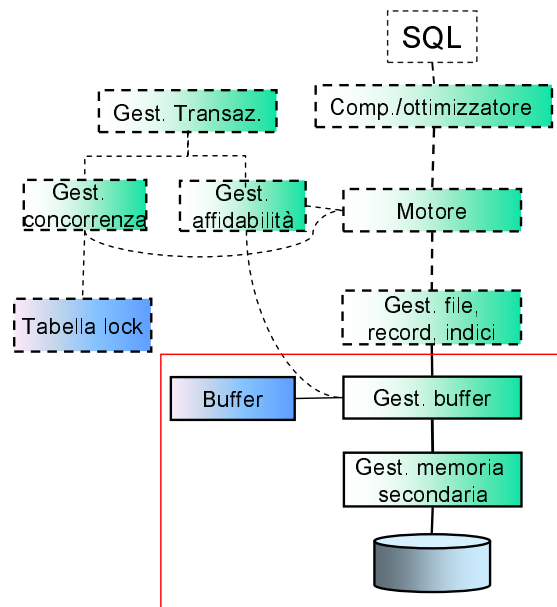 SQL
Gest. Transaz.
Comp./ottimizzatore
Gest.
concorrenza
Gest.
affidabilità
Motore
Tabella lock
Gest. file,
record, indici
Buffer
Gest. buffer
Gest. memoria
secondaria